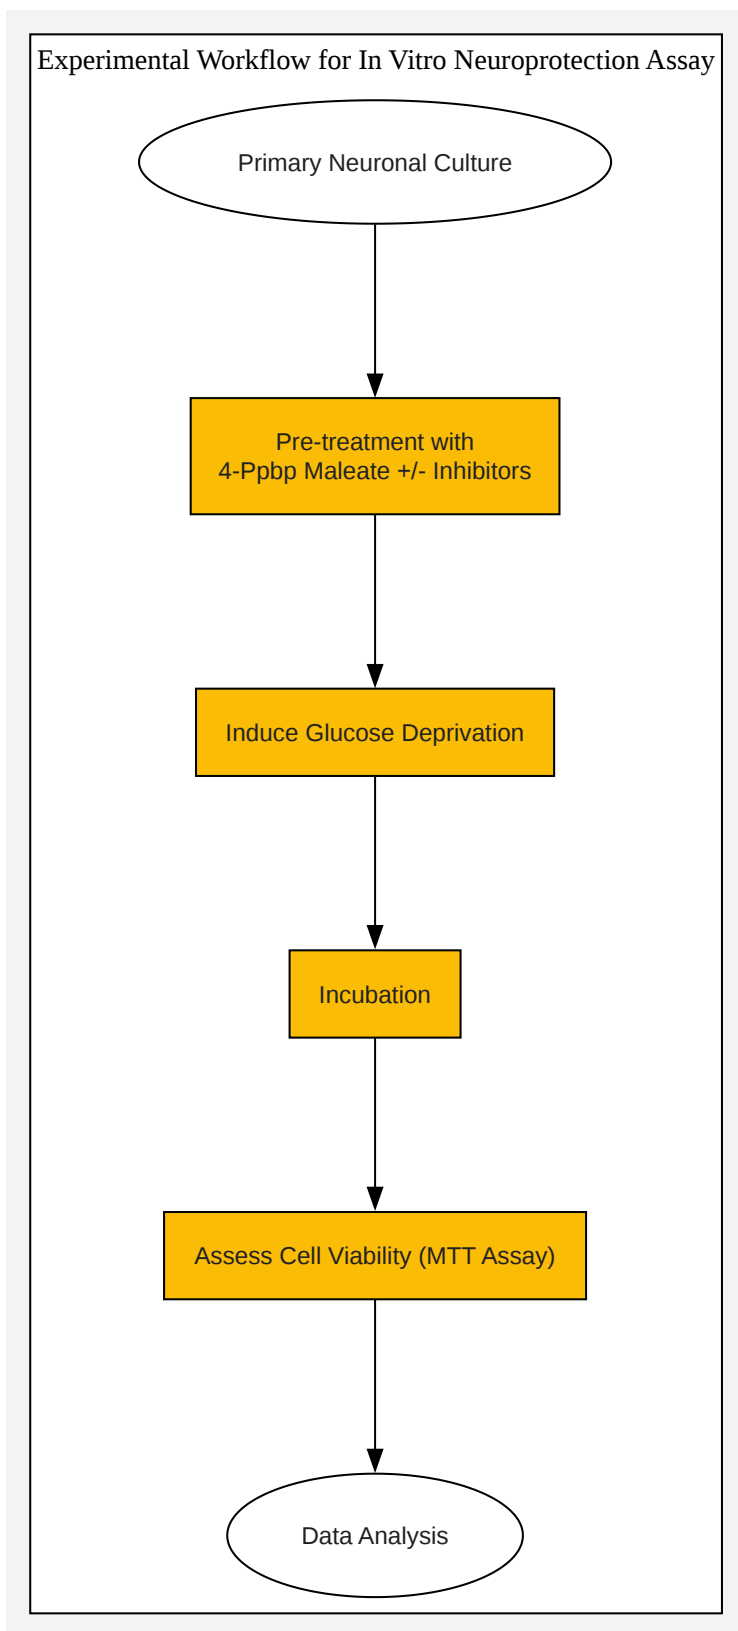 Experimental Workflow for In Vitro Neuroprotection Assay
Primary Neuronal Culture
Pre-treatment with
4-Ppbp Maleate +/- Inhibitors
Induce Glucose Deprivation
Incubation
Assess Cell Viability (MTT Assay)
Data Analysis